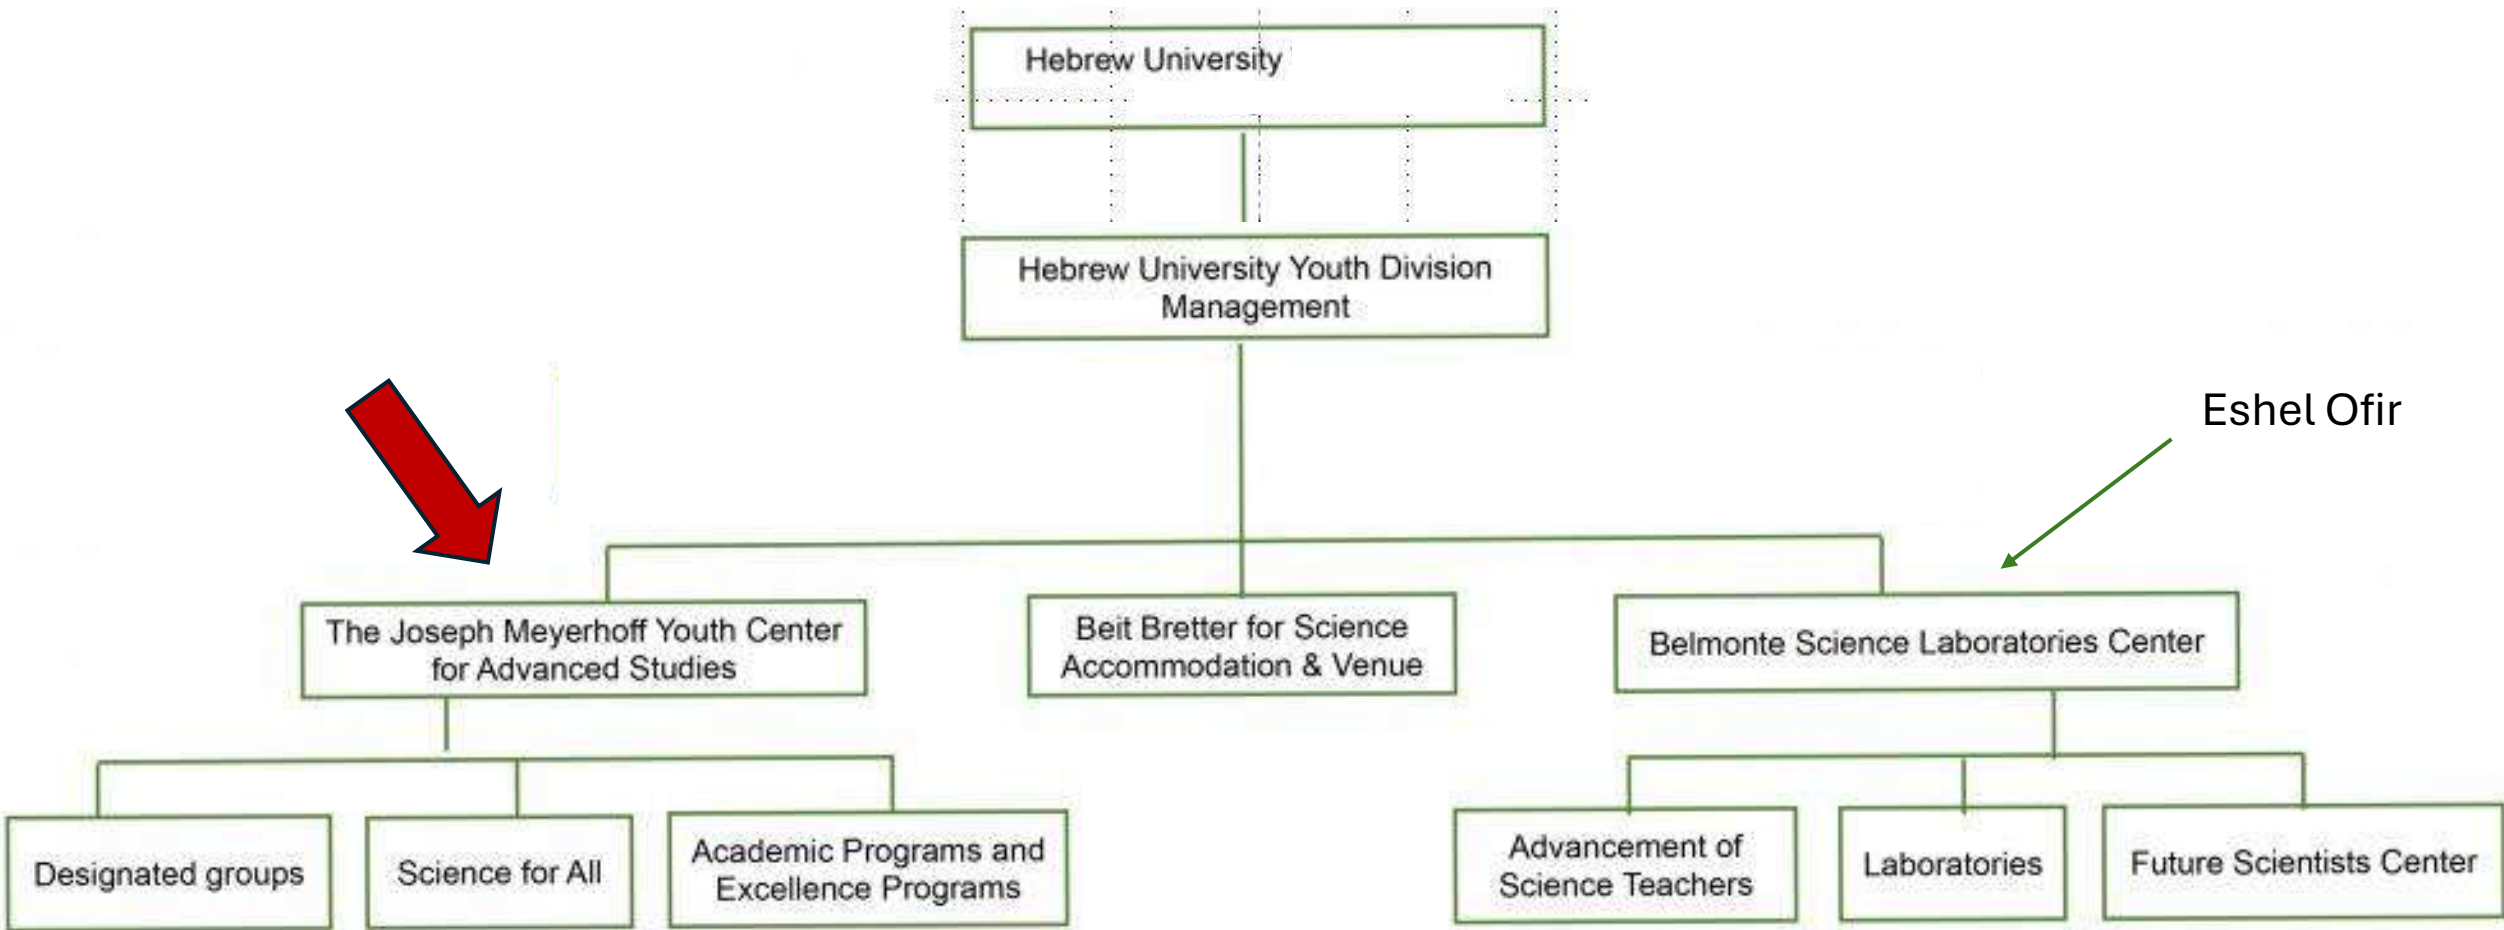 Hebrew University
Hebrew University Youth Division
Management
Eshel Ofir
The Joseph Meyerhoff Youth Center
for Advanced Studies
Beit Bretter for Science
Accommodation & Venue
Belmonte Science Laboratories Center
Designated groups
Science for All
Academic Programs and
Excellence Programs
Advancement of
Science Teachers
Laboratories
Future Scientists Center